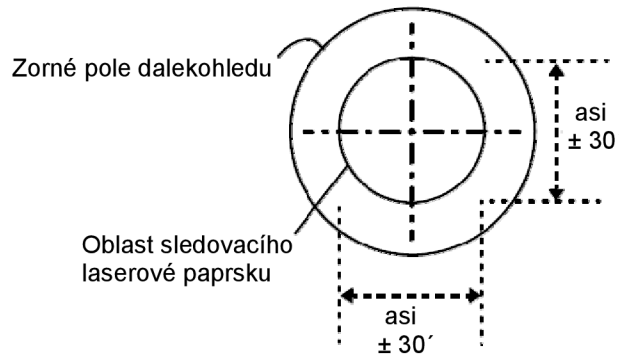 Zorné pole dalekohledu
asi
± 30
Oblast sledovacího
laserové paprsku
asi
± 30´